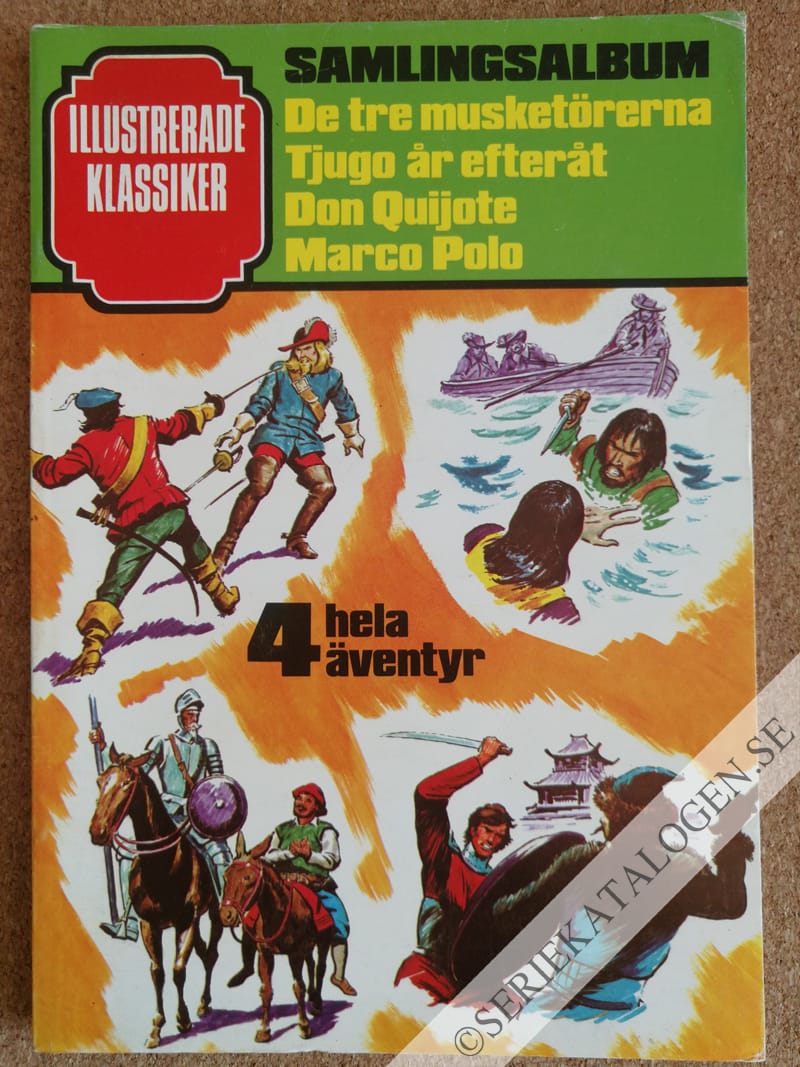 ILLUSTRERADE
KLASSIKER
SAMLINGSALBUM
De tre musketörerna
Tjugo år efteråt
Don Quijote
Marco Polo
4 hela
äventyr
©SERIEKATALOGEN.SE